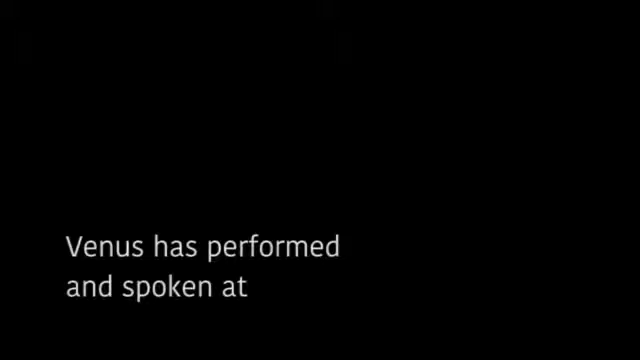 Venus has performed
and spoken at